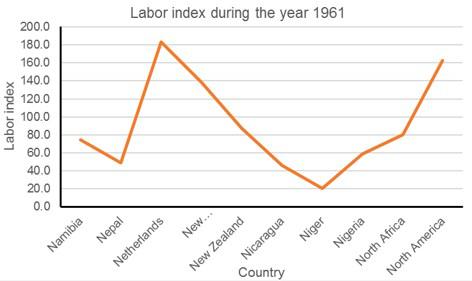 Labor index during the year 1961
200.0
180.0
160.0
140.0
120.0
100.0
80.0
60.0
40.0
20.0
0.0
Labor index
Namibia
Nepal
Netherlands
New...
New Zealand
Nicaragua
Niger
Nigeria
North Africa
North America
Country